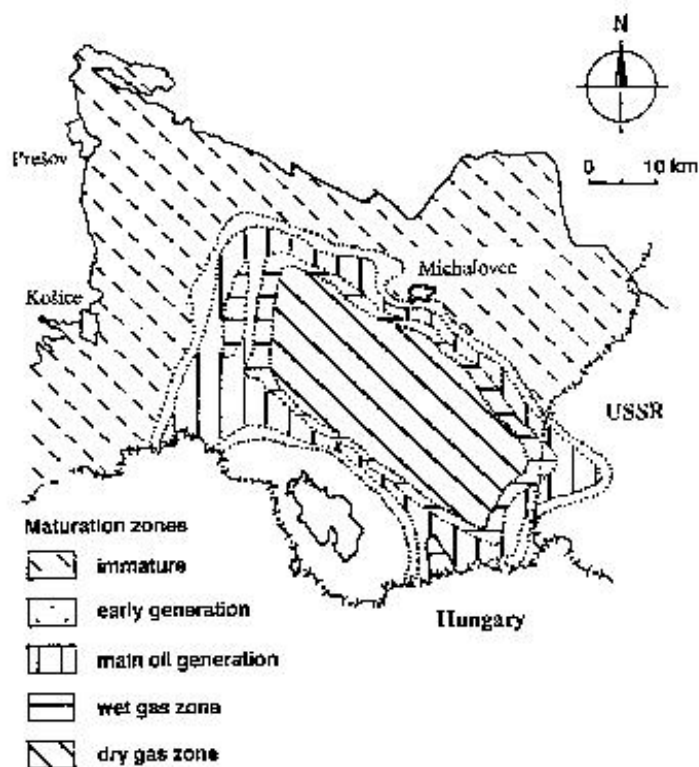 N
0 10 km
Prešov
Michalovce
Košice
USSR
Maturation zones
immature
early generation
main oil generation
wet gas zone
dry gas zone
Hungary